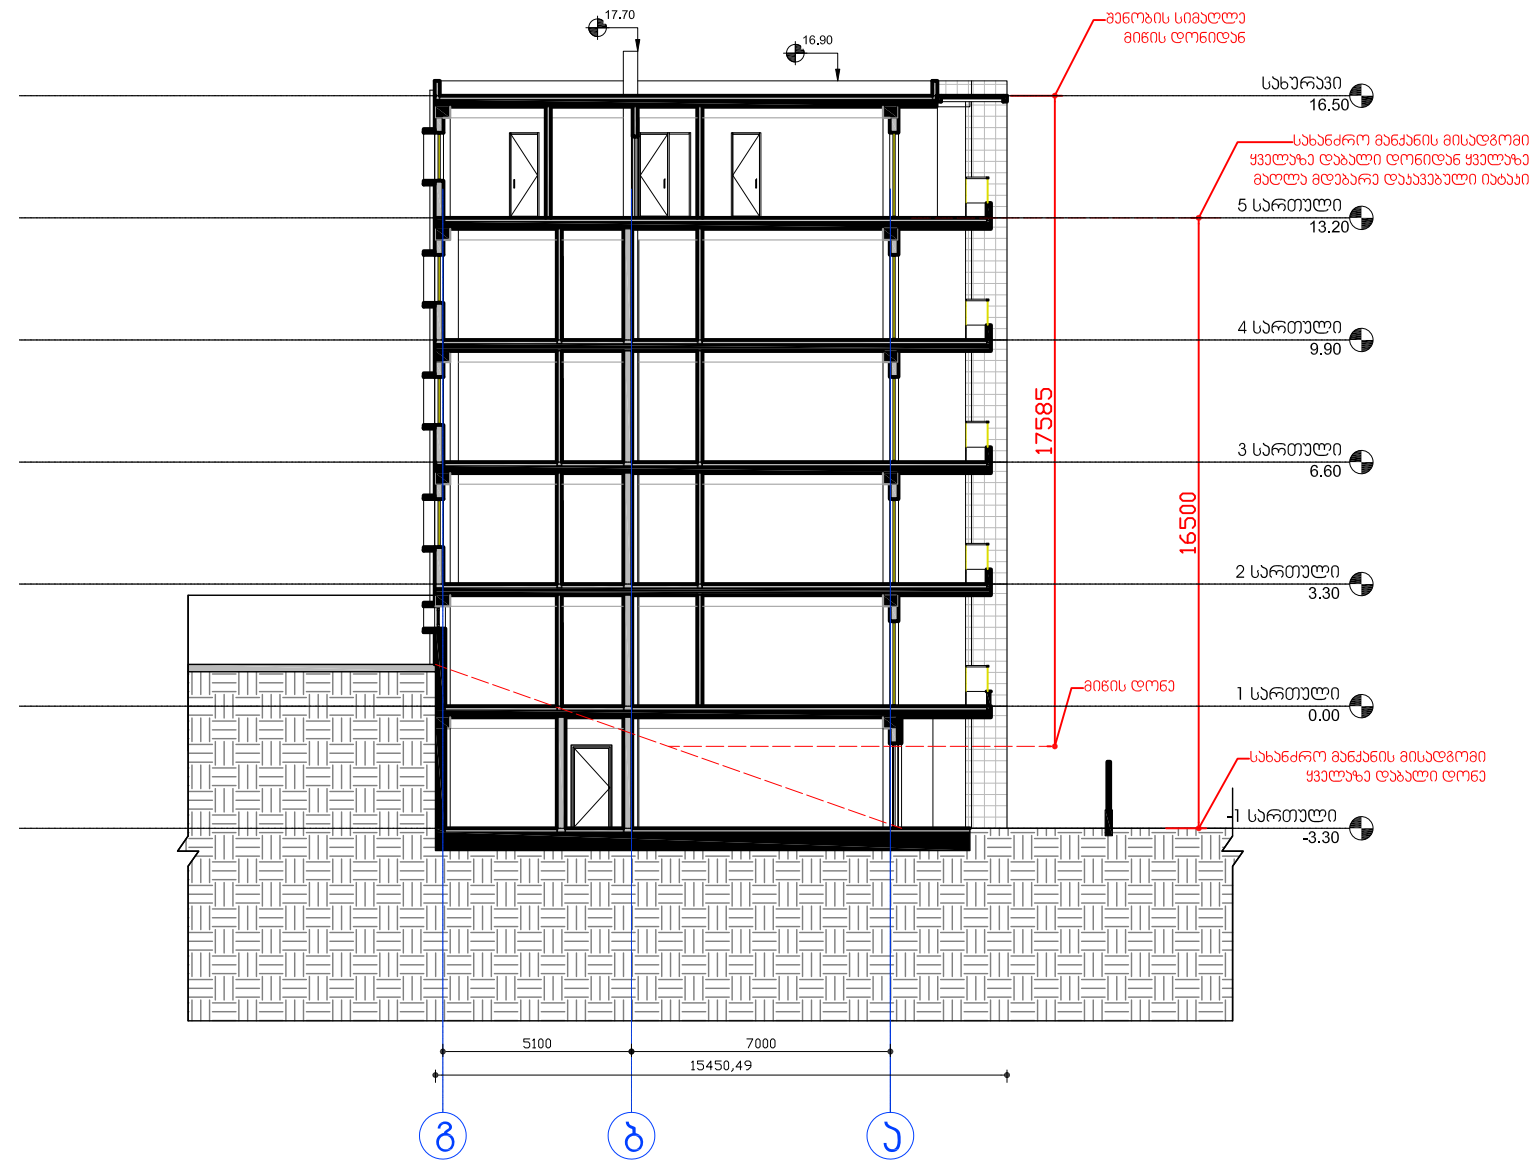 17.70
16.90
შენობის სიმაღლე
მიწის დონიდან
სახურავი
16.50
სახანძრო მანქანის მისადგომი
ყველაზე დაბალი დონიდან ყველაზე
მაღლა მდებარე დაკავებული იატაკი
5 სართული
13.20
4 სართული
9.90
17585
3 სართული
6.60
16500
2 სართული
3.30
მიწის დონე
1 სართული
0.00
სახანძრო მანქანის მისადგომი
ყველაზე დაბალი დონე
-1 სართული
-3.30
5100
7000
15450,49
გ
ბ
ა